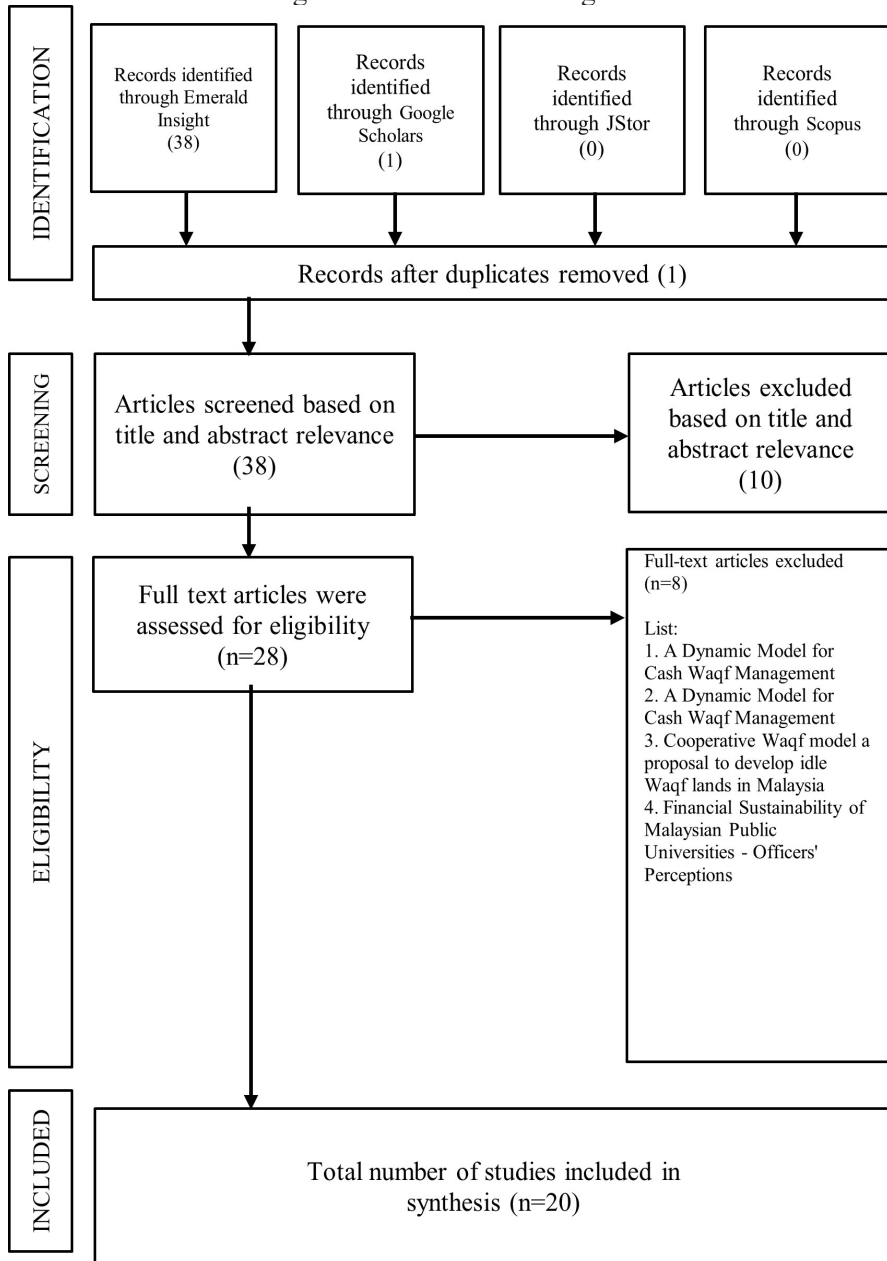 IDENTIFICATION
Records identified
through Emerald
Insight
(38)
Records
identified
through Google
Scholars
(1)
Records
identified
through JStor
(0)
Records
identified
through Scopus
(0)
Records after duplicates removed (1)
SCREENING
Articles screened based on
title and abstract relevance
(38)
Articles excluded
based on title and
abstract relevance
(10)
ELIGIBILITY
Full text articles were
assessed for eligibility
(n=28)
Full-text articles excluded
(n=8)
List:
1. A Dynamic Model for
Cash Waqf Management
2. A Dynamic Model for
Cash Waqf Management
3. Cooperative Waqf model a
proposal to develop idle
Waqf lands in Malaysia
4. Financial Sustainability of
Malaysian Public
Universities - Officers'
Perceptions
INCLUDED
Total number of studies included in
synthesis (n=20)